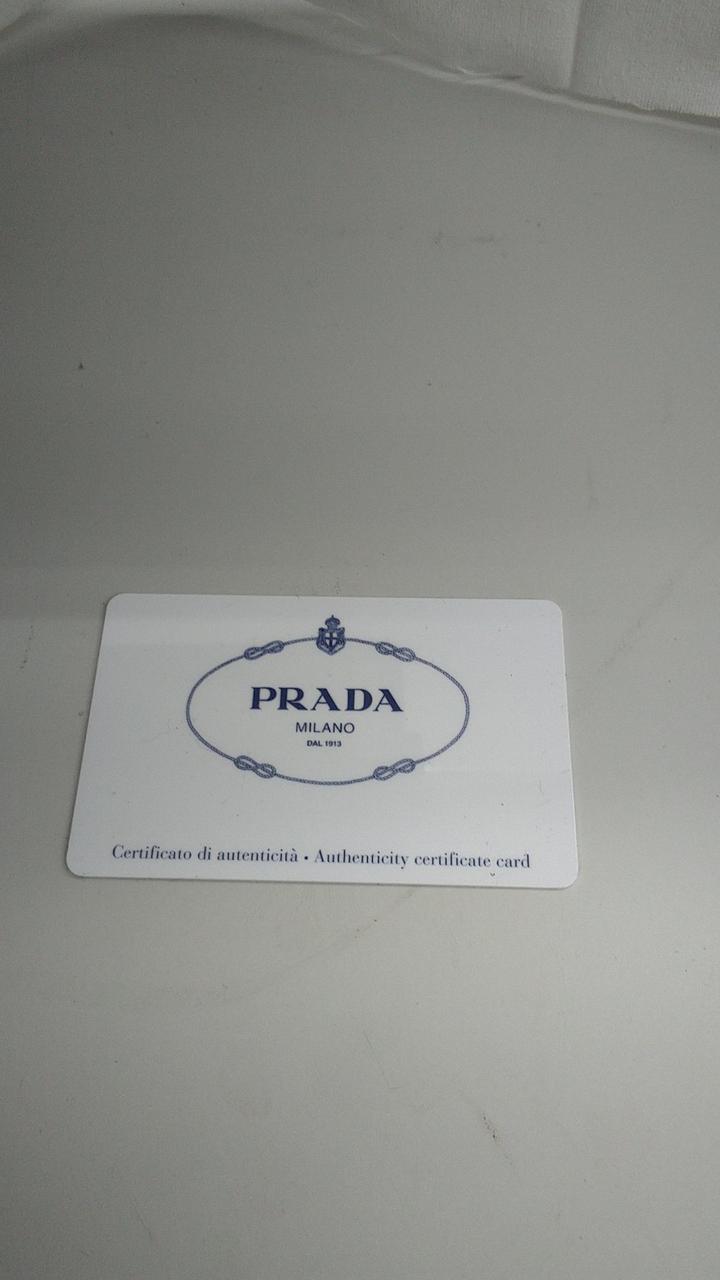 PRADA
MILANO
DAL 1913
Certificato di autenticità • Authenticity certificate card